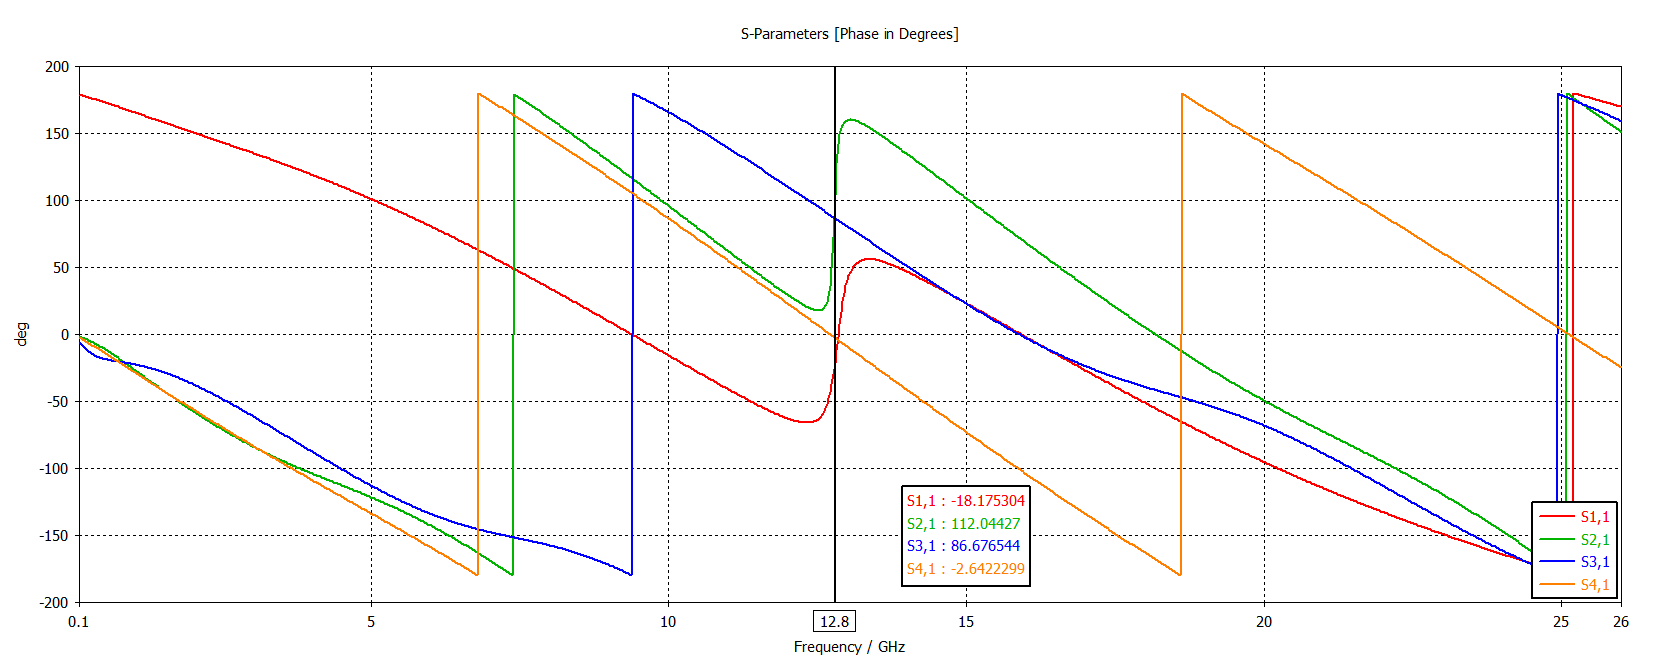 S-Parameters [Phase in Degrees]
200
150
100
50
0
-50
-100
-150
-200
deg
S1,1 : -18.175304
S2,1 : 112.04427
S3,1 : 86.676544
S4,1 : -2.6422299
S1,1
S2,1
S3,1
S4,1
0.1 5 10 12.8 15 20 25 26
Frequency / GHz